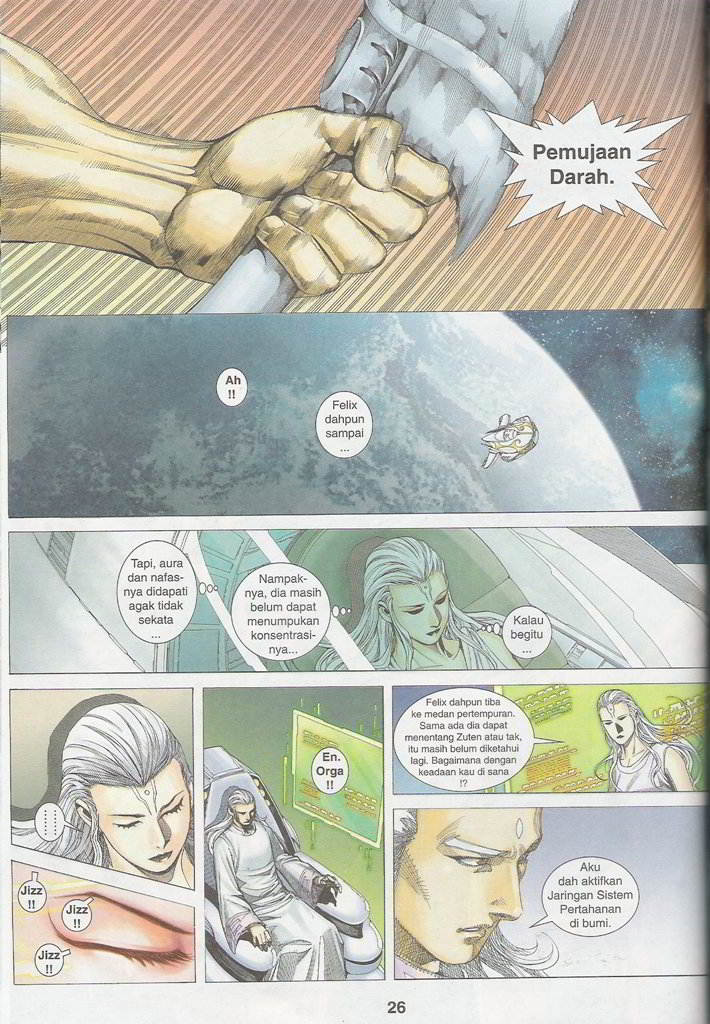 Pemujaan
Darah.
Ah
!!
Felix
dahpun
sampai
...
Tapi, aura
dan nafas-
nya didapati
agak tidak
sekata
...
Nampak-
nya, dia masih
belum dapat
menumpukan
konsentrasi-
nya...
Kalau
begitu
...
......
Jizz
!!
Jizz
!!
Jizz
!!
En.
Orga
!!
Felix dahpun tiba
ke medan pertempuran.
Sama ada dia dapat
menentang Zuten atau tak,
itu masih belum diketahui
lagi. Bagaimana dengan
keadaan kau di sana
!?
Aku
dah aktifkan
Jaringan Sistem
Pertahanan
di bumi.
26